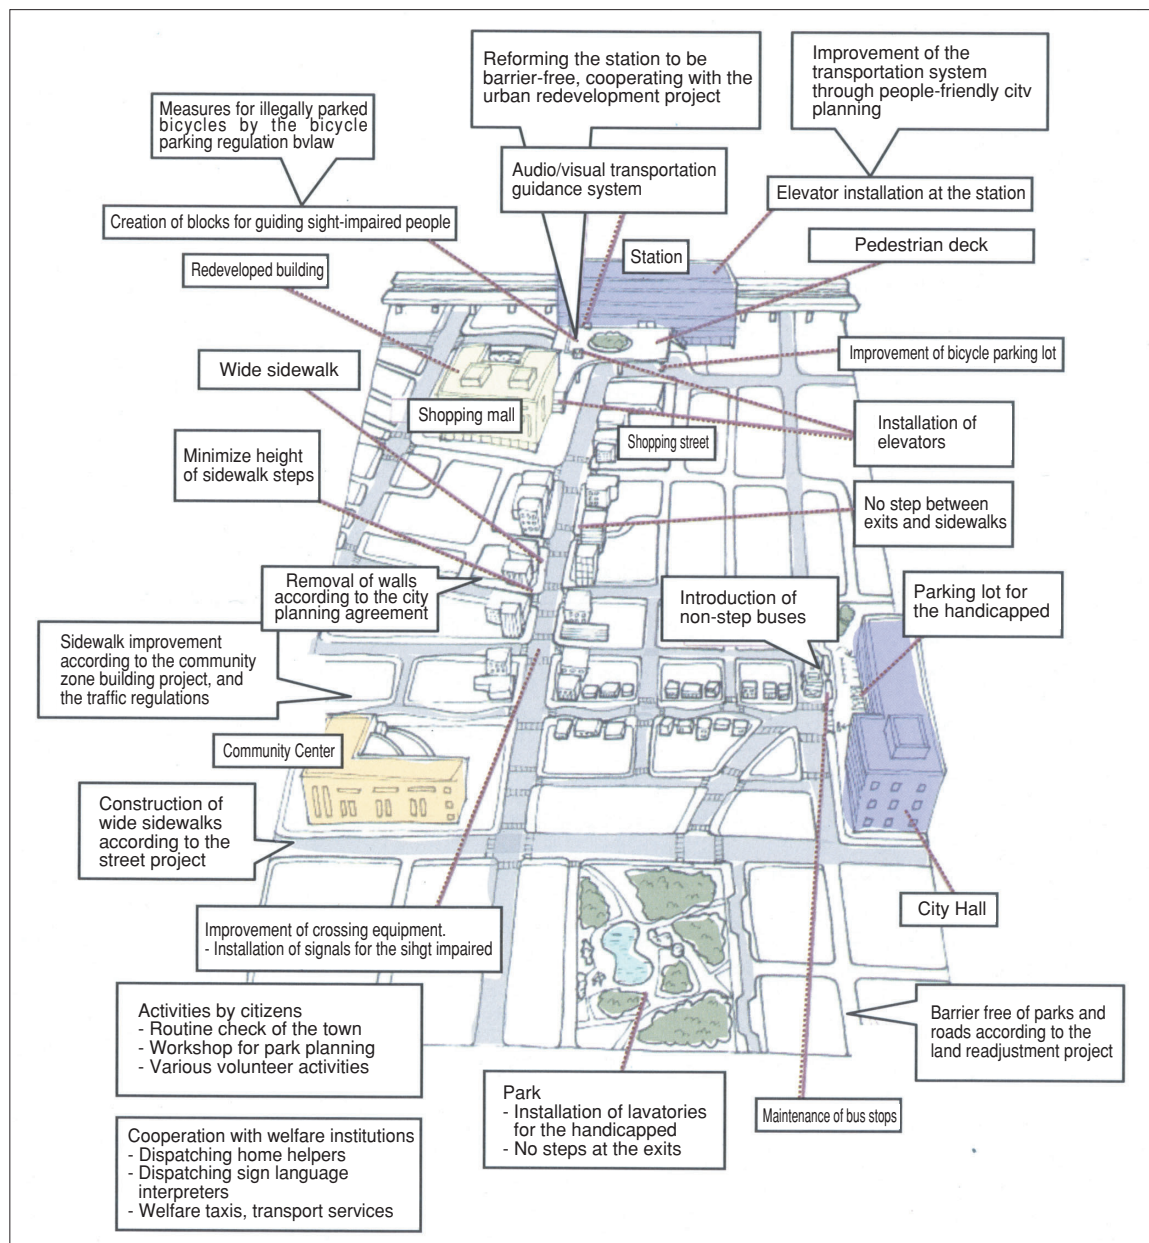 Reforming the station to be
barrier-free, cooperating with the
urban redevelopment project
Improvement of the
transportation system
through people-friendly citv
planning
Measures for illegally parked
bicycles by the bicycle
parking regulation bvlaw
Audio/visual transportation
guidance system
Elevator installation at the station
Creation of blocks for guiding sight-impaired people
Station
Pedestrian deck
Redeveloped building
Wide sidewalk
Improvement of bicycle parking lot
Shopping mall
Shopping street
Installation of
elevators
Minimize height
of sidewalk steps
No step between
exits and sidewalks
Removal of walls
according to the city
planning agreement
Introduction of
non-step buses
Parking lot for
the handicapped
Sidewalk improvement
according to the community
zone building project, and
the traffic regulations
Community Center
Construction of
wide sidewalks
according to the
street project
City Hall
Improvement of crossing equipment.
- Installation of signals for the sihgt impaired
Activities by citizens
- Routine check of the town
- Workshop for park planning
- Various volunteer activities
Barrier free of parks and
roads according to the
land readjustment project
Park
- Installation of lavatories
for the handicapped
- No steps at the exits
Maintenance of bus stops
Cooperation with welfare institutions
- Dispatching home helpers
- Dispatching sign language
interpreters
- Welfare taxis, transport services